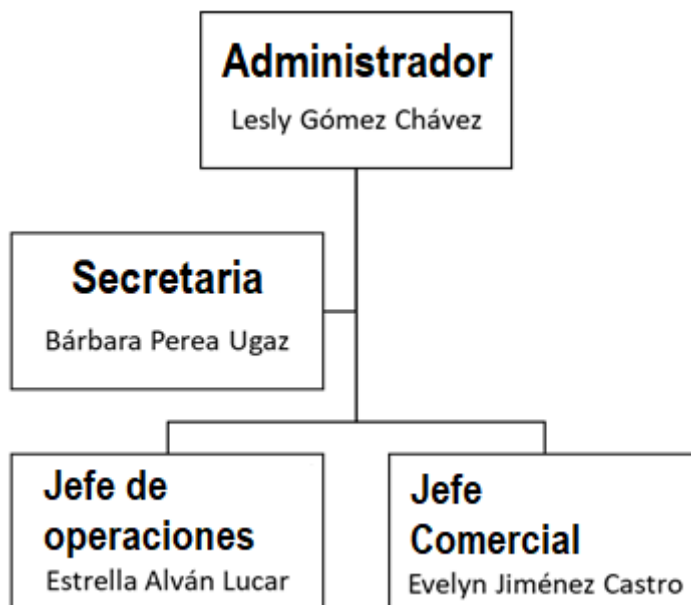 Administrador
Lesly Gómez Chávez
Secretaria
Bárbara Perea Ugaz
Jefe de
operaciones
Estrella Alván Lucar
Jefe
Comercial
Evelyn Jiménez Castro